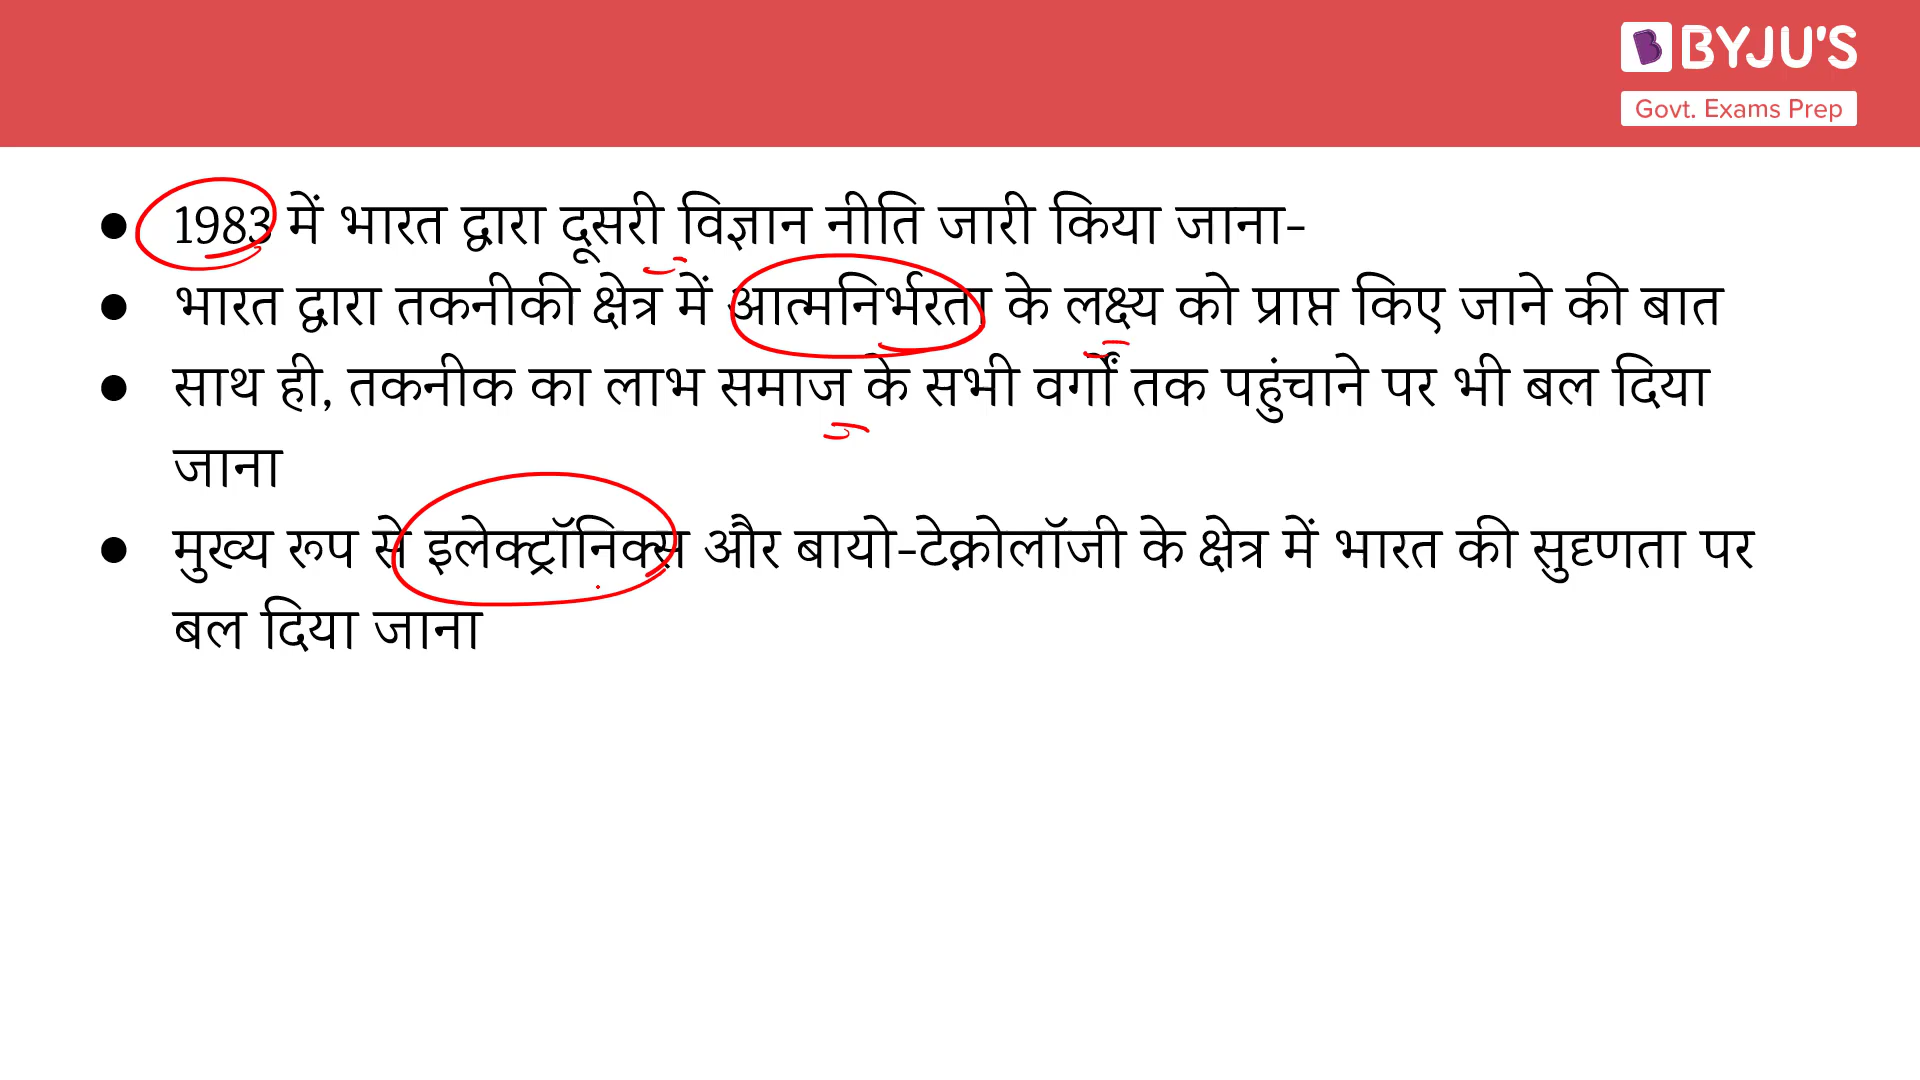 BYJU'S
Govt. Exams Prep
● 1983 में भारत द्वारा दूसरी विज्ञान नीति जारी किया जाना-
● भारत द्वारा तकनीकी क्षेत्र में आत्मनिर्भरता के लक्ष्य को प्राप्त किए जाने की बात
● साथ ही, तकनीक का लाभ समाज के सभी वर्गों तक पहुंचाने पर भी बल दिया
जाना
● मुख्य रूप से इलेक्ट्रॉनिक्स और बायो-टेक्नोलॉजी के क्षेत्र में भारत की सुदृणता पर
बल दिया जाना